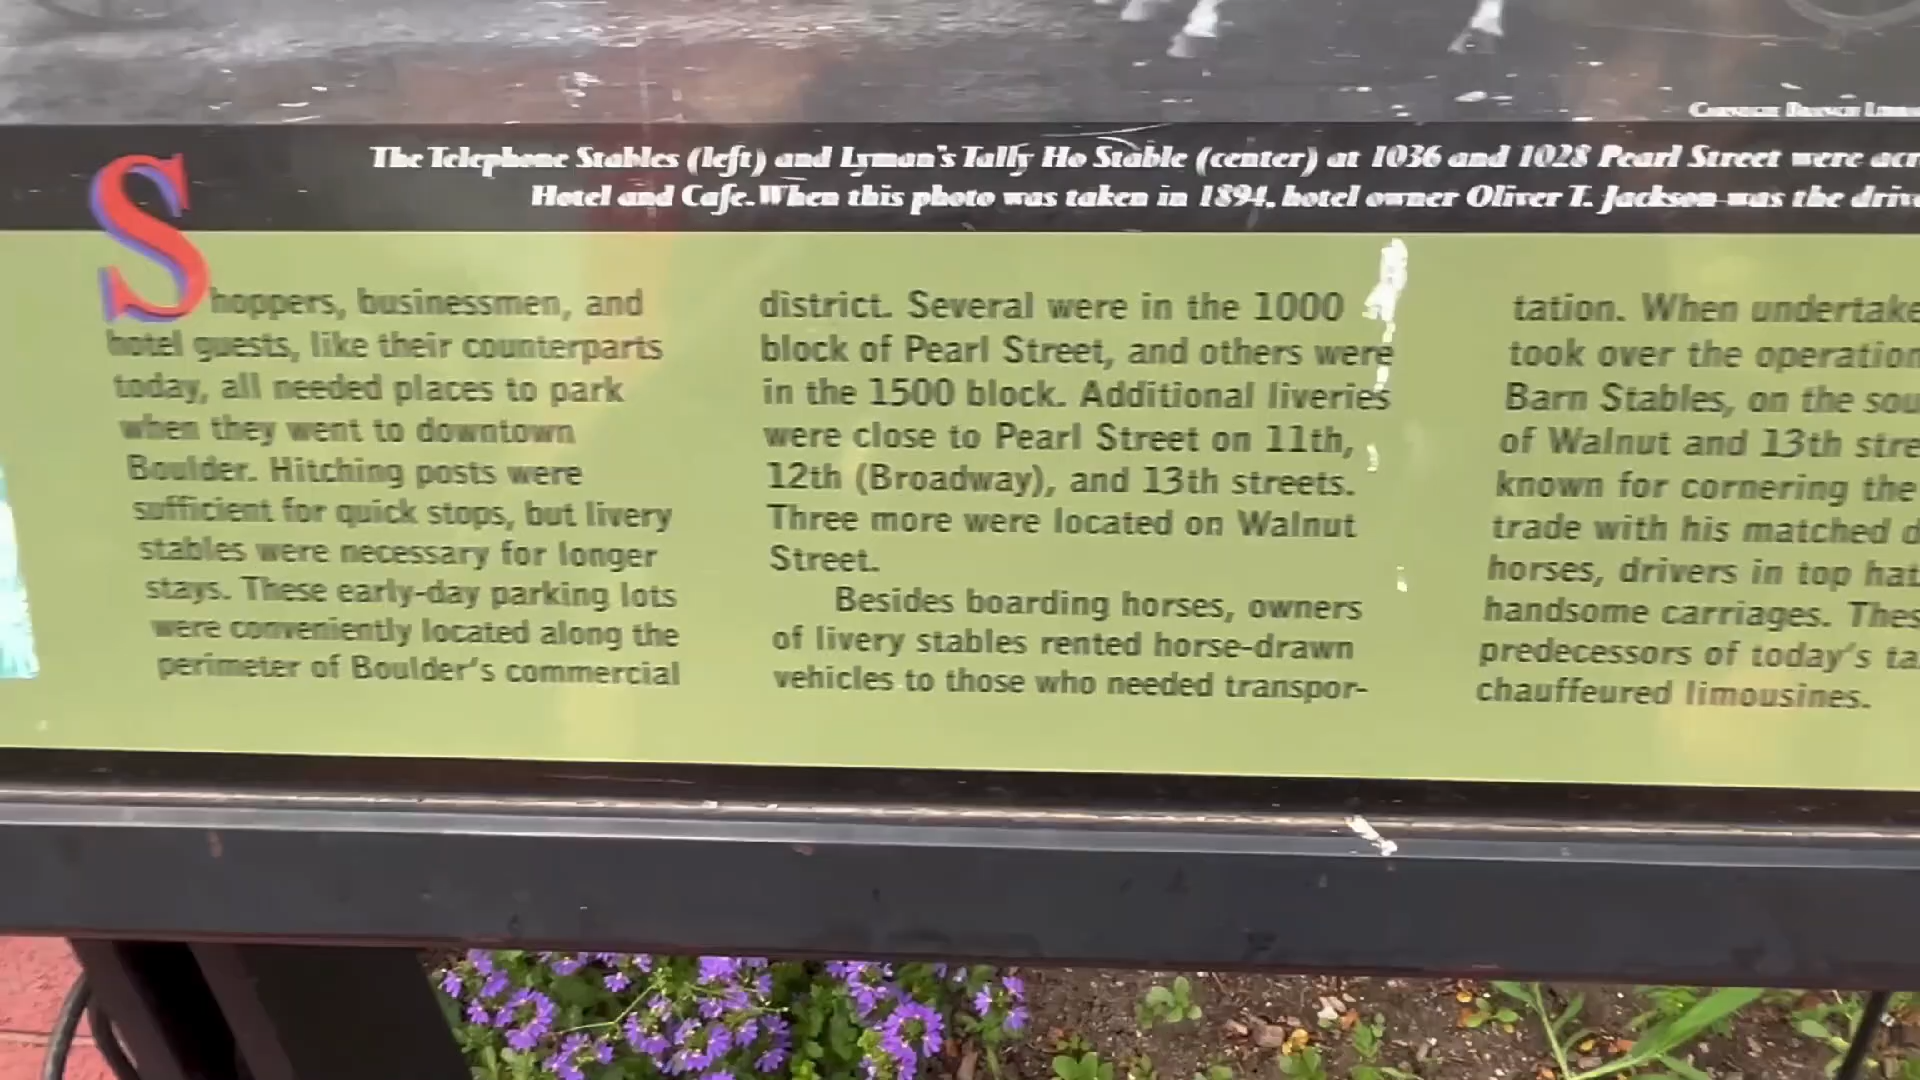 The Telephone Stables (left) and Lyman's Tally Ho Stable (center) at 1036 and 1028 Pearl Street were
Hotel and Cafe. When this photo was taken in 1894, hotel owner Oliver T. Jackson was the
Shoppers, businessmen, and
hotel guests, like their counterparts
today, all needed places to park
when they went to downtown
Boulder. Hitching posts were
sufficient for quick stops, but livery
stables were necessary for longer
stays. These early-day parking lots
were conveniently located along the
perimeter of Boulder's commercial
district. Several were in the 1000
block of Pearl Street, and others were
in the 1500 block. Additional liveries
were close to Pearl Street on 11th,
12th (Broadway), and 13th streets.
Three more were located on Walnut
Street.
Besides boarding horses, owners
of livery stables rented horse-drawn
vehicles to those who needed transpor-
tation. When
took over the
Barn Stables, on the
of Walnut and 13th
known for cornering the
trade with his matched
horses, drivers in top
handsome carriages.
predecessors of today's
chauffeured limousines.